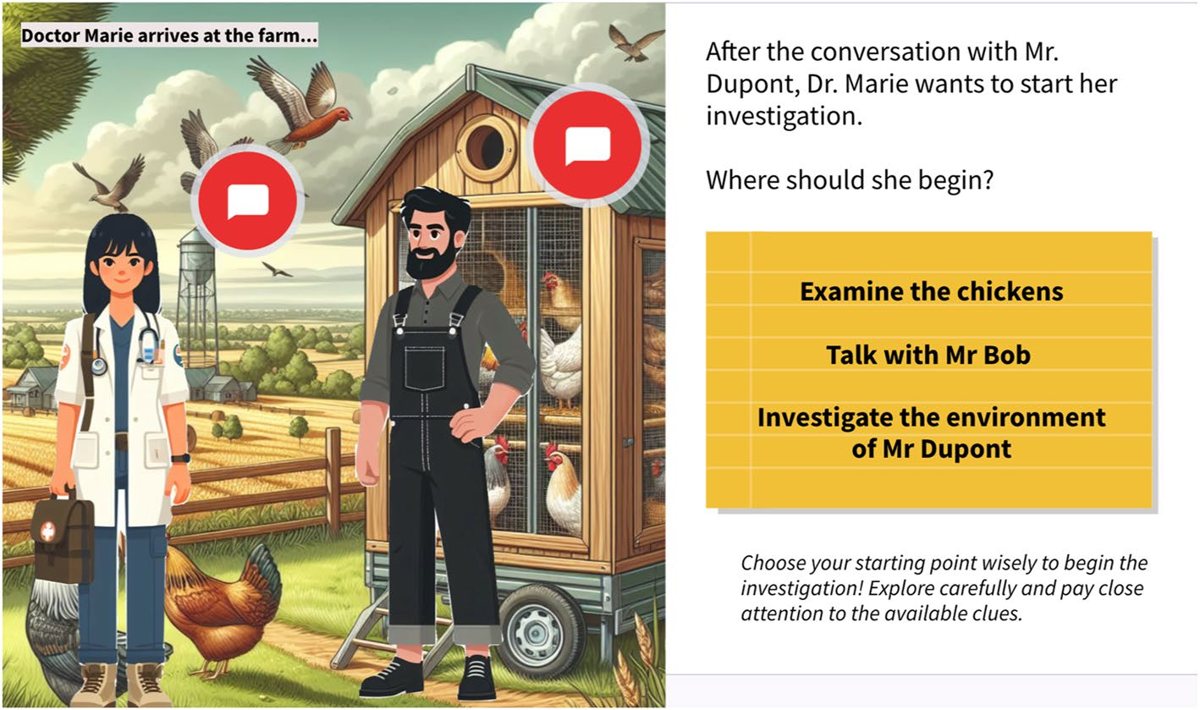 Doctor Marie arrives at the farm...
After the conversation with Mr.
Dupont, Dr. Marie wants to start her
investigation.
Where should she begin?
Examine the chickens
Talk with Mr Bob
Investigate the environment
of Mr Dupont
Choose your starting point wisely to begin the
investigation! Explore carefully and pay close
attention to the available clues.